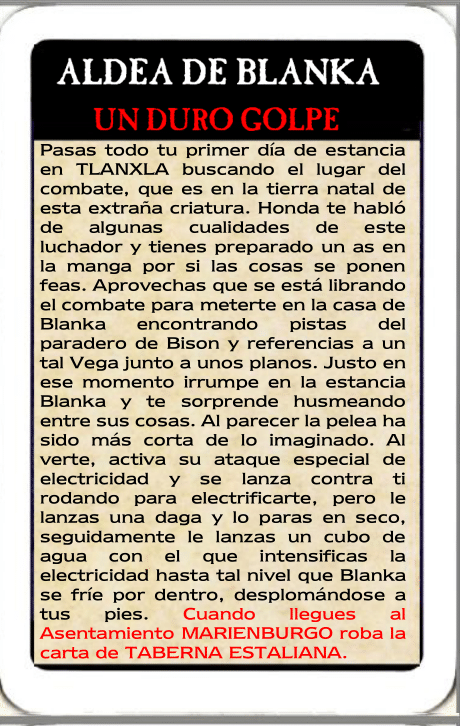 ALDEA DE BLANKA
UN DURO GOLPE
Pasas todo tu primer día de estancia
en TLANXLA buscando el lugar del
combate, que es en la tierra natal de
esta extraña criatura. Honda te habló
de algunas cualidades de este
luchador y tienes preparado un as en
la manga por si las cosas se ponen
feas. Aprovechas que se está librando
el combate para meterte en la casa de
Blanka encontrando pistas del
paradero de Bison y referencias a un
tal Vega junto a unos planos. Justo en
ese momento irrumpe en la estancia
Blanka y te sorprende husmeando
entre sus cosas. Al parecer la pelea ha
sido más corta de lo imaginado. Al
verte, activa su ataque especial de
electricidad y se lanza contra ti
rodando para electrificarte, pero le
lanzas una daga y lo paras en seco,
seguidamente le lanzas un cubo de
agua con el que intensificas la
electricidad hasta tal nivel que Blanka
se fríe por dentro, desplomándose a
tus pies. Cuando llegues al
Asentamiento MARIENBURGO roba la
carta de TABERNA ESTALIANA.